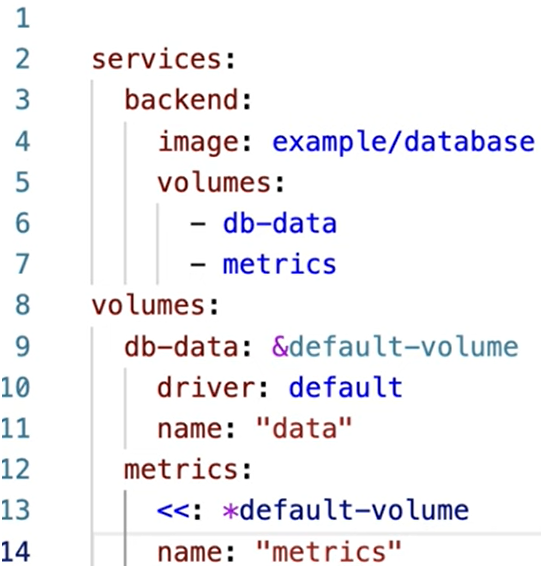 1
2 services:
3 backend:
4 image: example/database
5 volumes:
6 - db-data
7 - metrics
8 volumes:
9 db-data: &default-volume
10 driver: default
11 name: "data"
12 metrics:
13 <<: *default-volume
14 name: "metrics"